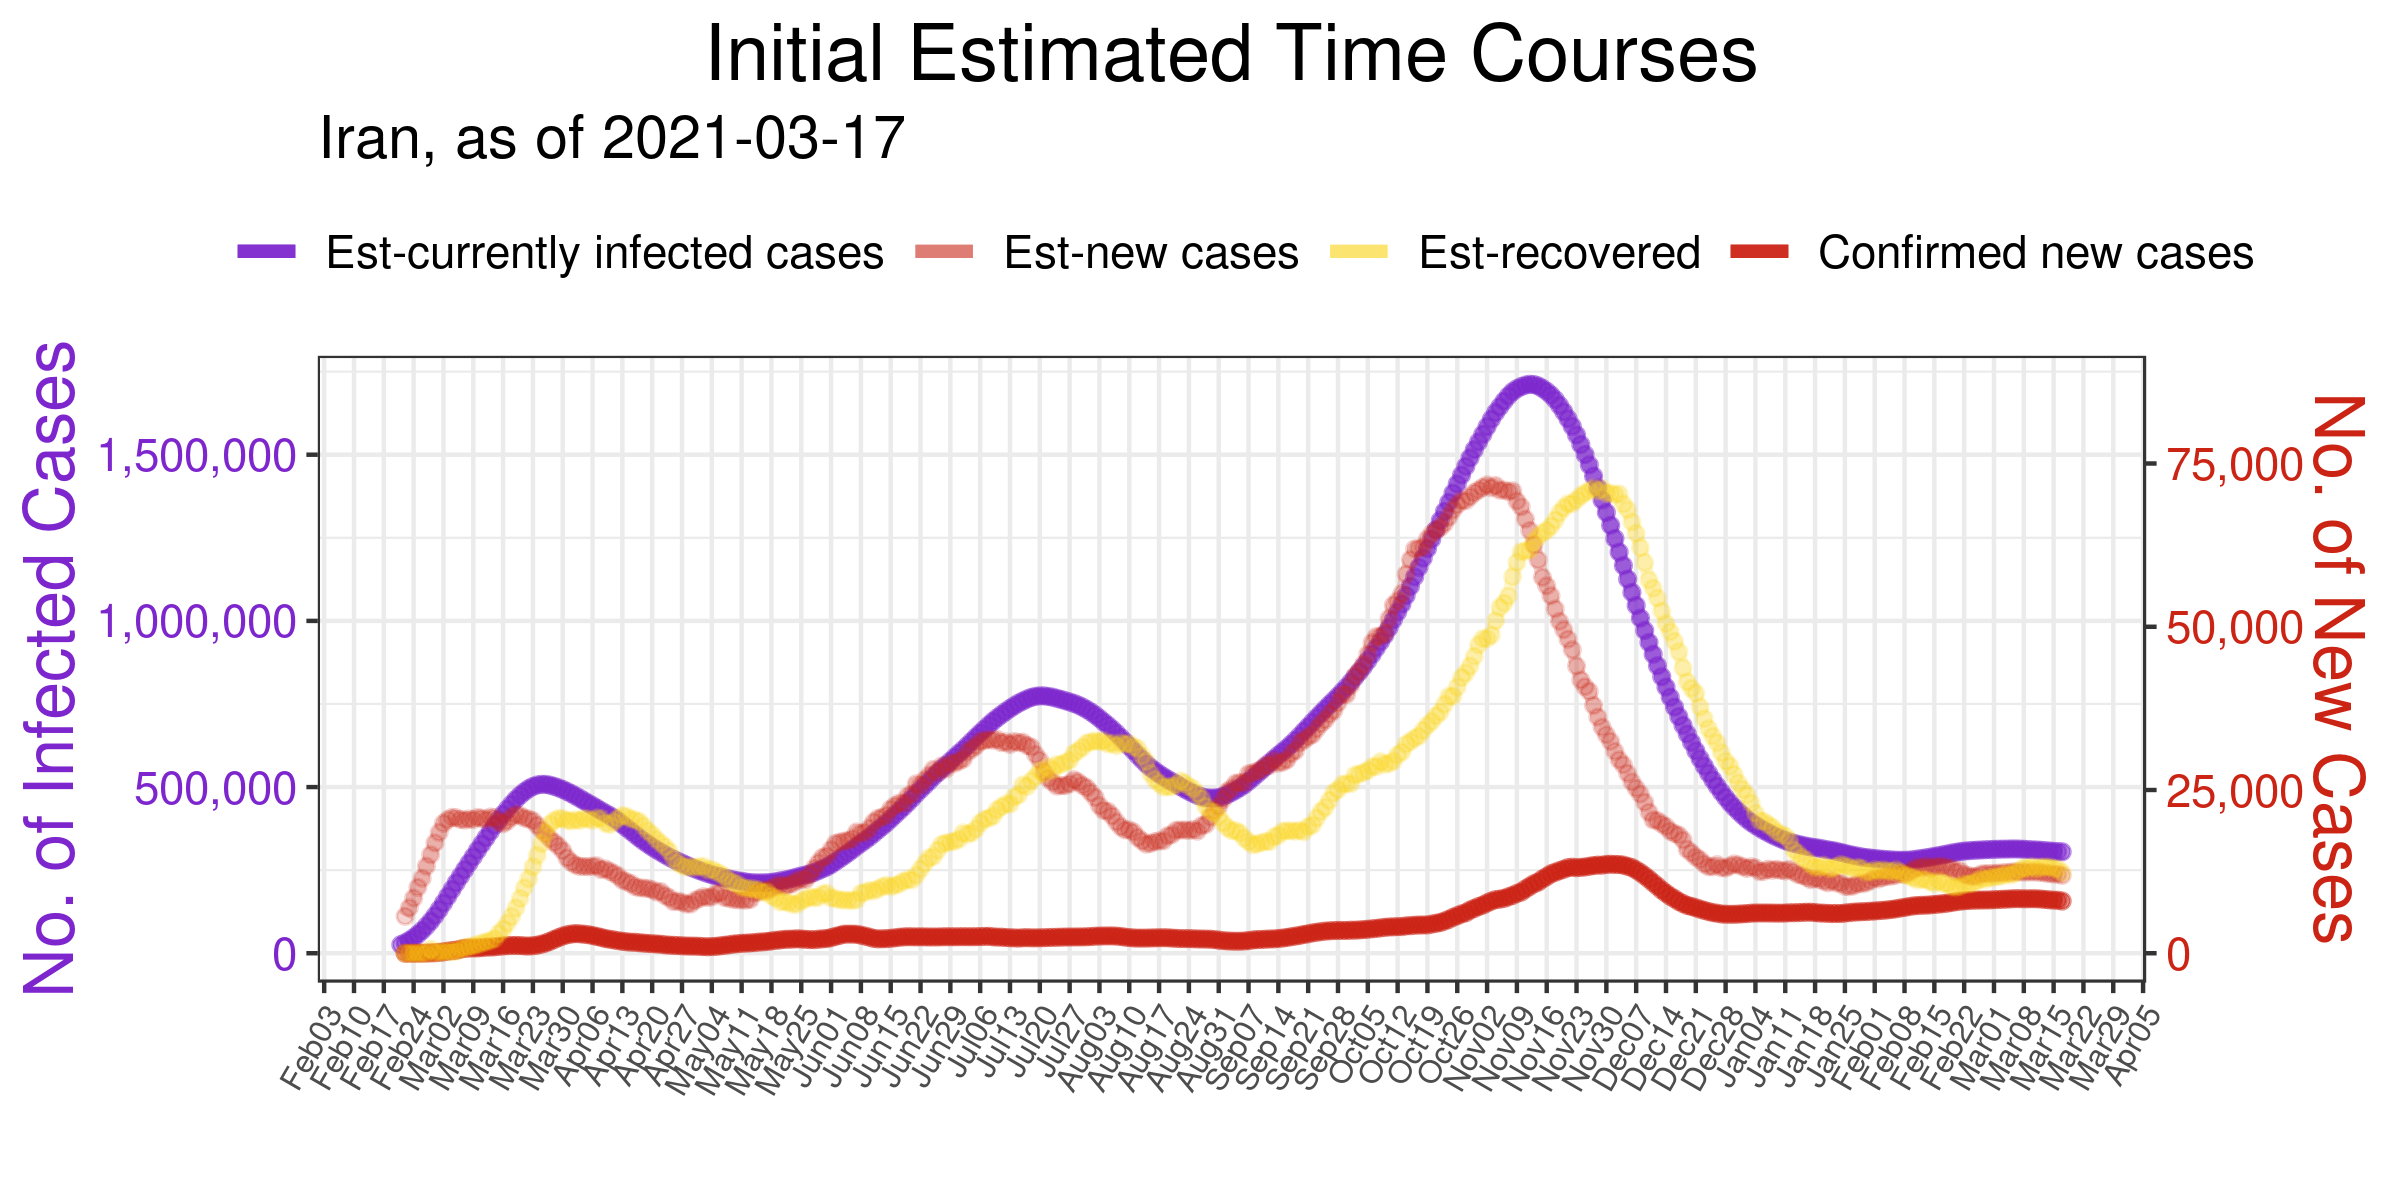 Initial Estimated Time Courses
Iran, as of 2021-03-17
Est-currently infected cases Est-new cases Est-recovered Confirmed new cases
No. of Infected Cases
1,500,000
1,000,000
500,000
0
75,000
50,000
25,000
0
No. of New Cases
Feb03 Feb10 Feb17 Feb24 Mar02 Mar09 Mar16 Mar23 Mar30 Apr06 Apr13 Apr20 Apr27 May04 May11 May18 May25 Jun01 Jun08 Jun15 Jun22 Jun29 Jul06 Jul13 Jul20 Jul27 Aug03 Aug10 Aug17 Aug24 Aug31 Sep07 Sep14 Sep21 Sep28 Oct05 Oct12 Oct19 Oct26 Nov02 Nov09 Nov16 Nov23 Nov30 Dec07 Dec14 Dec21 Dec28 Jan04 Jan11 Jan18 Jan25 Feb01 Feb08 Feb15 Feb22 Mar01 Mar08 Mar15 Mar22 Mar29 Apr05